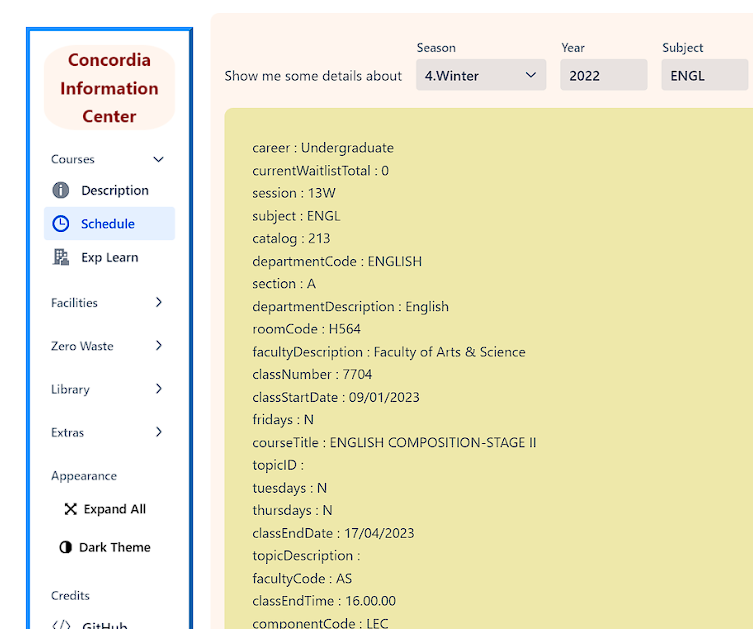 Concordia
Information
Center
Courses
Description
Schedule
Exp Learn
Facilities
Zero Waste
Library
Extras
Appearance
Expand All
Dark Theme
Credits
GitHub
Season
Year
Subject
Show me some details about
4.Winter
2022
ENGL
career : Undergraduate
currentWaitlistTotal : 0
session : 13W
subject : ENGL
catalog : 213
departmentCode : ENGLISH
section : A
departmentDescription : English
roomCode : H564
facultyDescription : Faculty of Arts & Science
classNumber : 7704
classStartDate : 09/01/2023
fridays : N
courseTitle : ENGLISH COMPOSITION-STAGE II
topicID :
tuesdays : N
thursdays : N
classEndDate : 17/04/2023
topicDescription :
facultyCode : AS
classEndTime : 16.00.00
componentCode : LEC